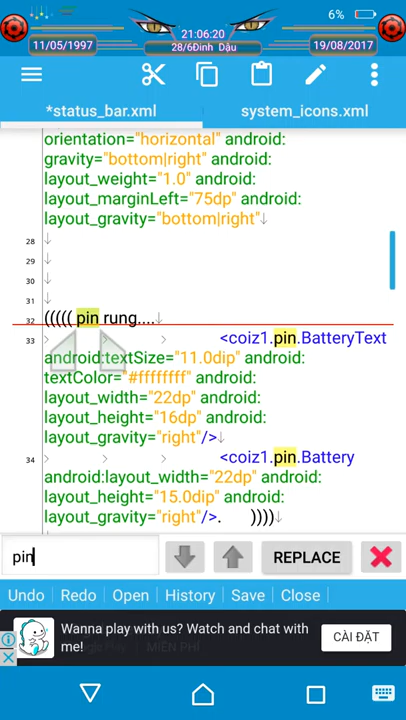 6%
21:06:20
11/05/1997
28/6Đinh Dậu
19/08/2017
*status_bar.xml
system_icons.xml
orientation="horizontal" android:
gravity="bottom|right" android:
layout_weight="1.0" android:
layout_marginLeft="75dp" android:
layout_gravity="bottom|right"↓
28 ↓
29 ↓
30 ↓
31 ↓
32 ((((( pin rung....↓
33 > > > <coiz1.pin.BatteryText
android:textSize="11.0dip" android:
textColor="#ffffffff" android:
layout_width="22dp" android:
layout_height="16dp" android:
layout_gravity="right"/>↓
34 > > > <coiz1.pin.Battery
android:layout_width="22dp" android:
layout_height="15.0dip" android:
layout_gravity="right"/>. ))))↓
pin
REPLACE
Undo Redo Open History Save Close
Wanna play with us? Watch and chat with
me!
MIỄN PHÍ
CÀI ĐẶT